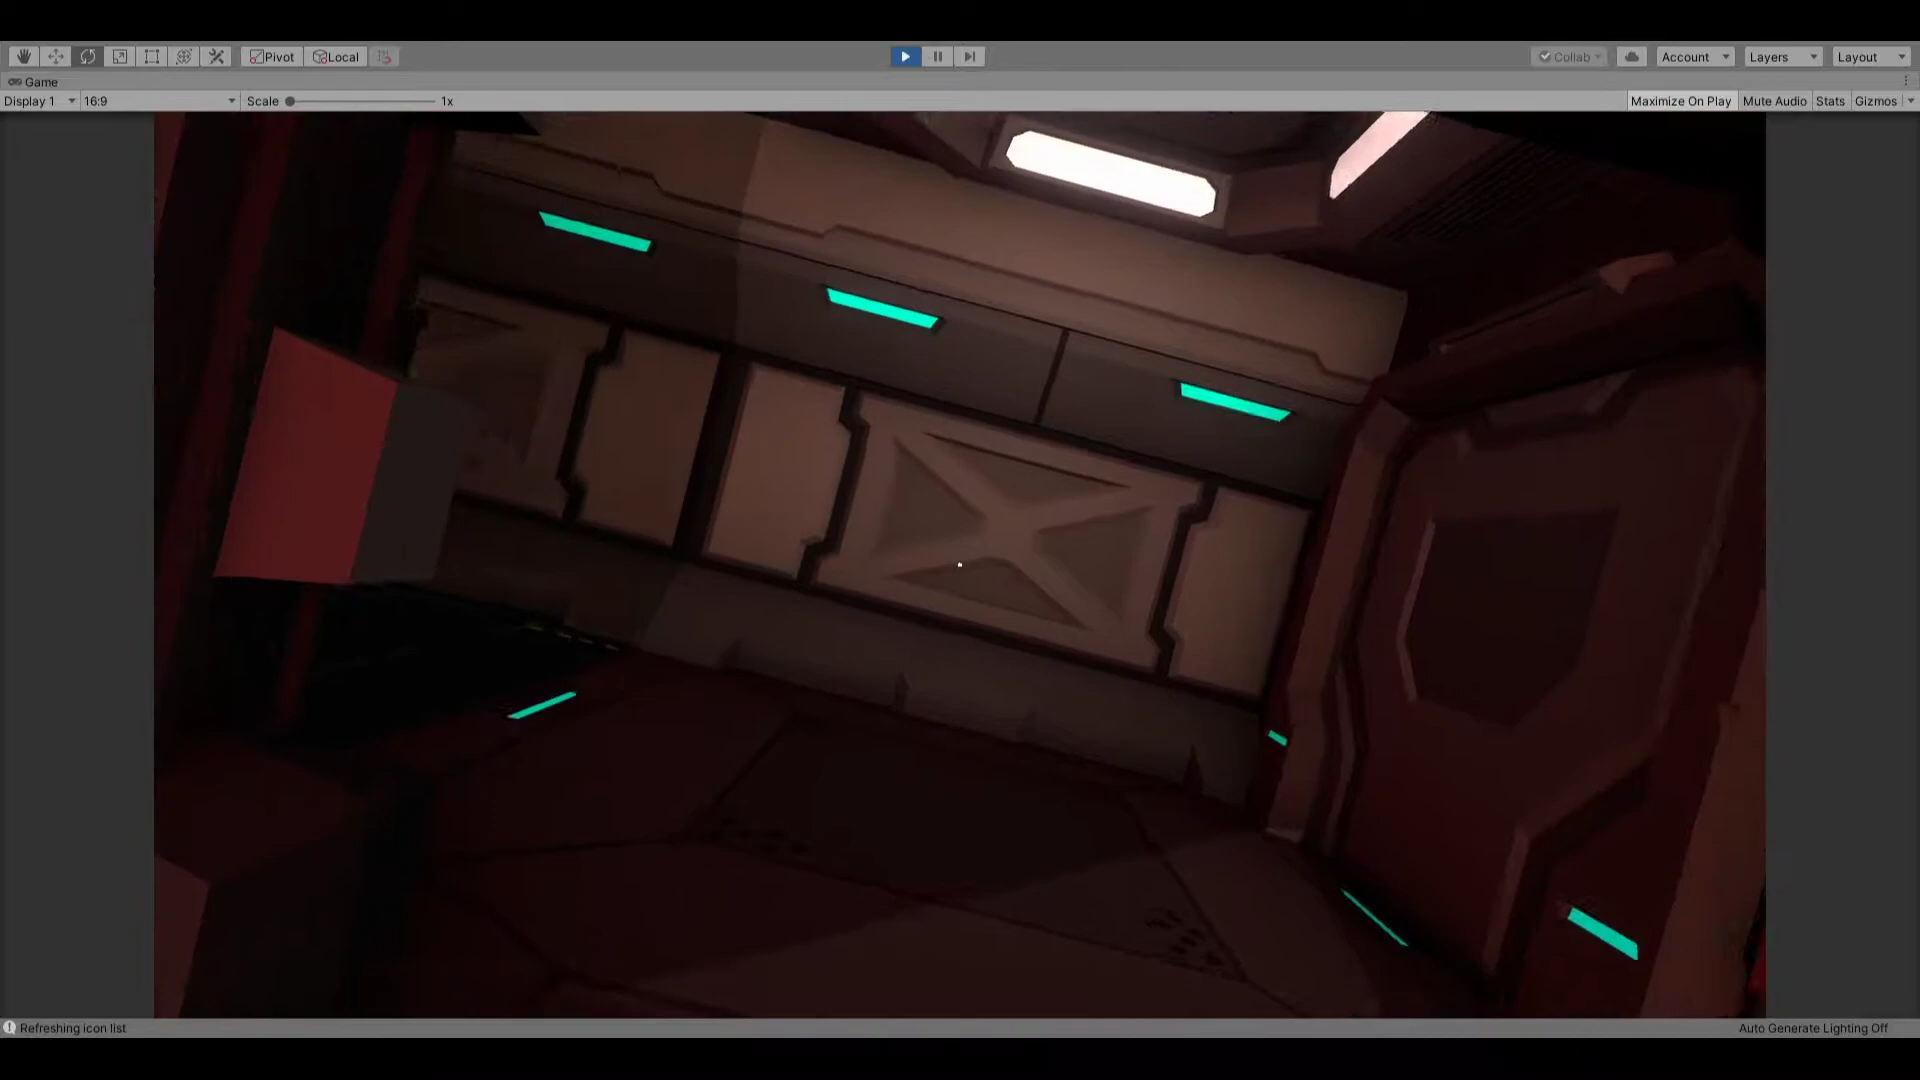 Pivot Local Collab Account Layers Layout
Game
Display 1 16:9 Scale 1x Maximize On Play Mute Audio Stats Gizmos
Refreshing icon list Auto Generate Lighting Off